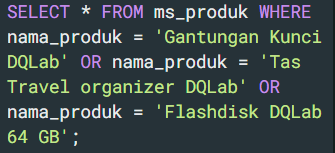 SELECT * FROM ms_produk WHERE
nama_produk = 'Gantungan Kunci
DQLab' OR nama_produk = 'Tas
Travel organizer DQLab' OR
nama_produk = 'Flashdisk DQLab
64 GB';